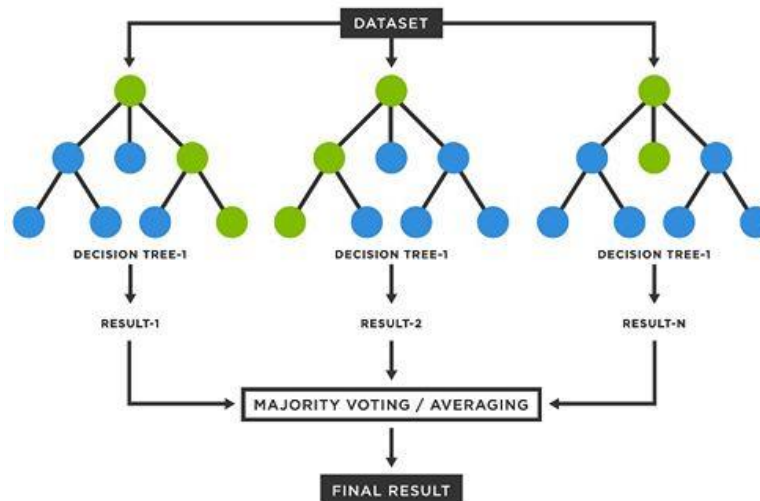 DATASET
DECISION TREE-1
DECISION TREE-1
DECISION TREE-1
RESULT-1
RESULT-2
RESULT-N
MAJORITY VOTING / AVERAGING
FINAL RESULT